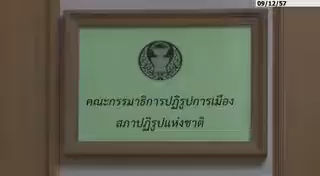 09/12/57
คณะกรรมาธิการปฏิรูปการเมือง
สภาปฏิรูปแห่งชาติ